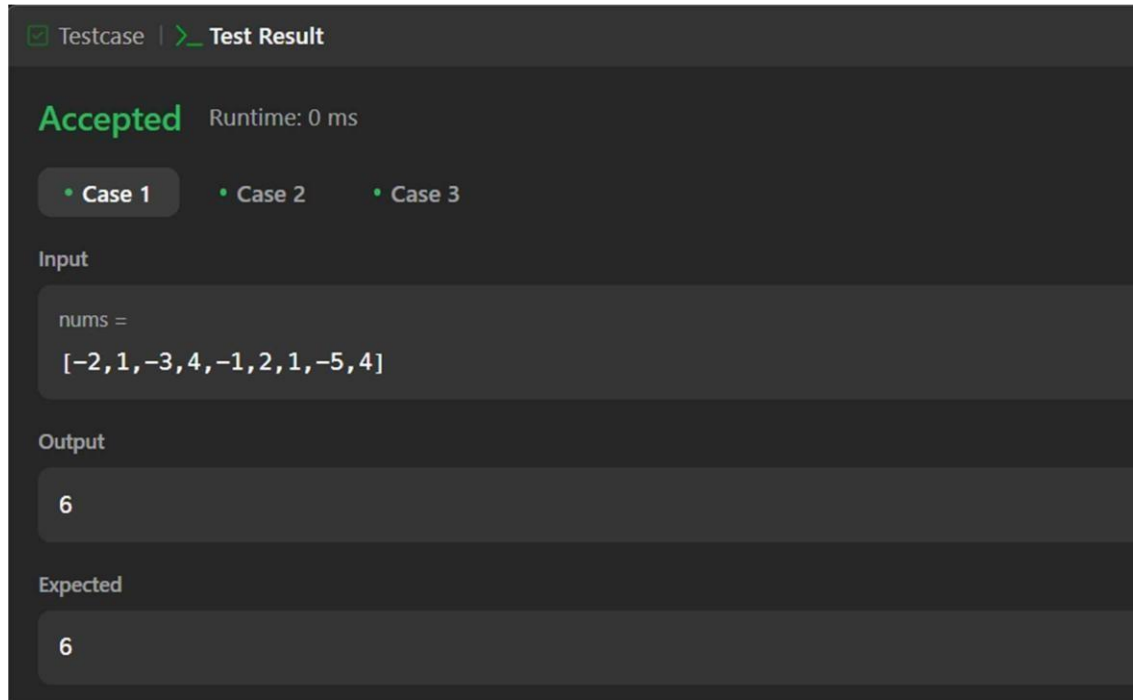 Testcase | >_ Test Result
Accepted Runtime: 0 ms
• Case 1 • Case 2 • Case 3
Input
nums =
[−2,1,−3,4,−1,2,1,−5,4]
Output
6
Expected
6